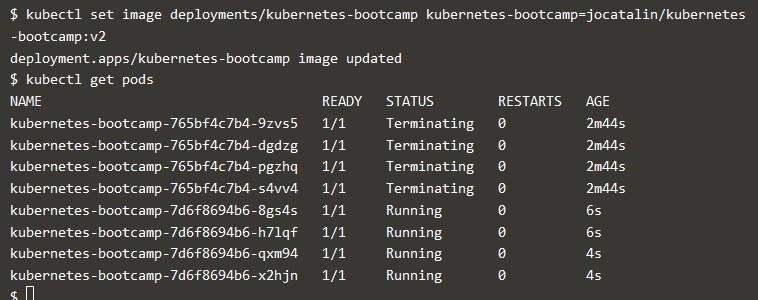 $ kubectl set image deployments/kubernetes-bootcamp kubernetes-bootcamp=jocatalin/kubernetes
-bootcamp:v2
deployment.apps/kubernetes-bootcamp image updated
$ kubectl get pods
NAME READY STATUS RESTARTS AGE
kubernetes-bootcamp-765bf4c7b4-9zvs5 1/1 Terminating 0 2m44s
kubernetes-bootcamp-765bf4c7b4-dgdzg 1/1 Terminating 0 2m44s
kubernetes-bootcamp-765bf4c7b4-pgzhq 1/1 Terminating 0 2m44s
kubernetes-bootcamp-765bf4c7b4-s4vv4 1/1 Terminating 0 2m44s
kubernetes-bootcamp-7d6f8694b6-8gs4s 1/1 Running 0 6s
kubernetes-bootcamp-7d6f8694b6-h7lqf 1/1 Running 0 6s
kubernetes-bootcamp-7d6f8694b6-qxm94 1/1 Running 0 4s
kubernetes-bootcamp-7d6f8694b6-x2hjn 1/1 Running 0 4s
$